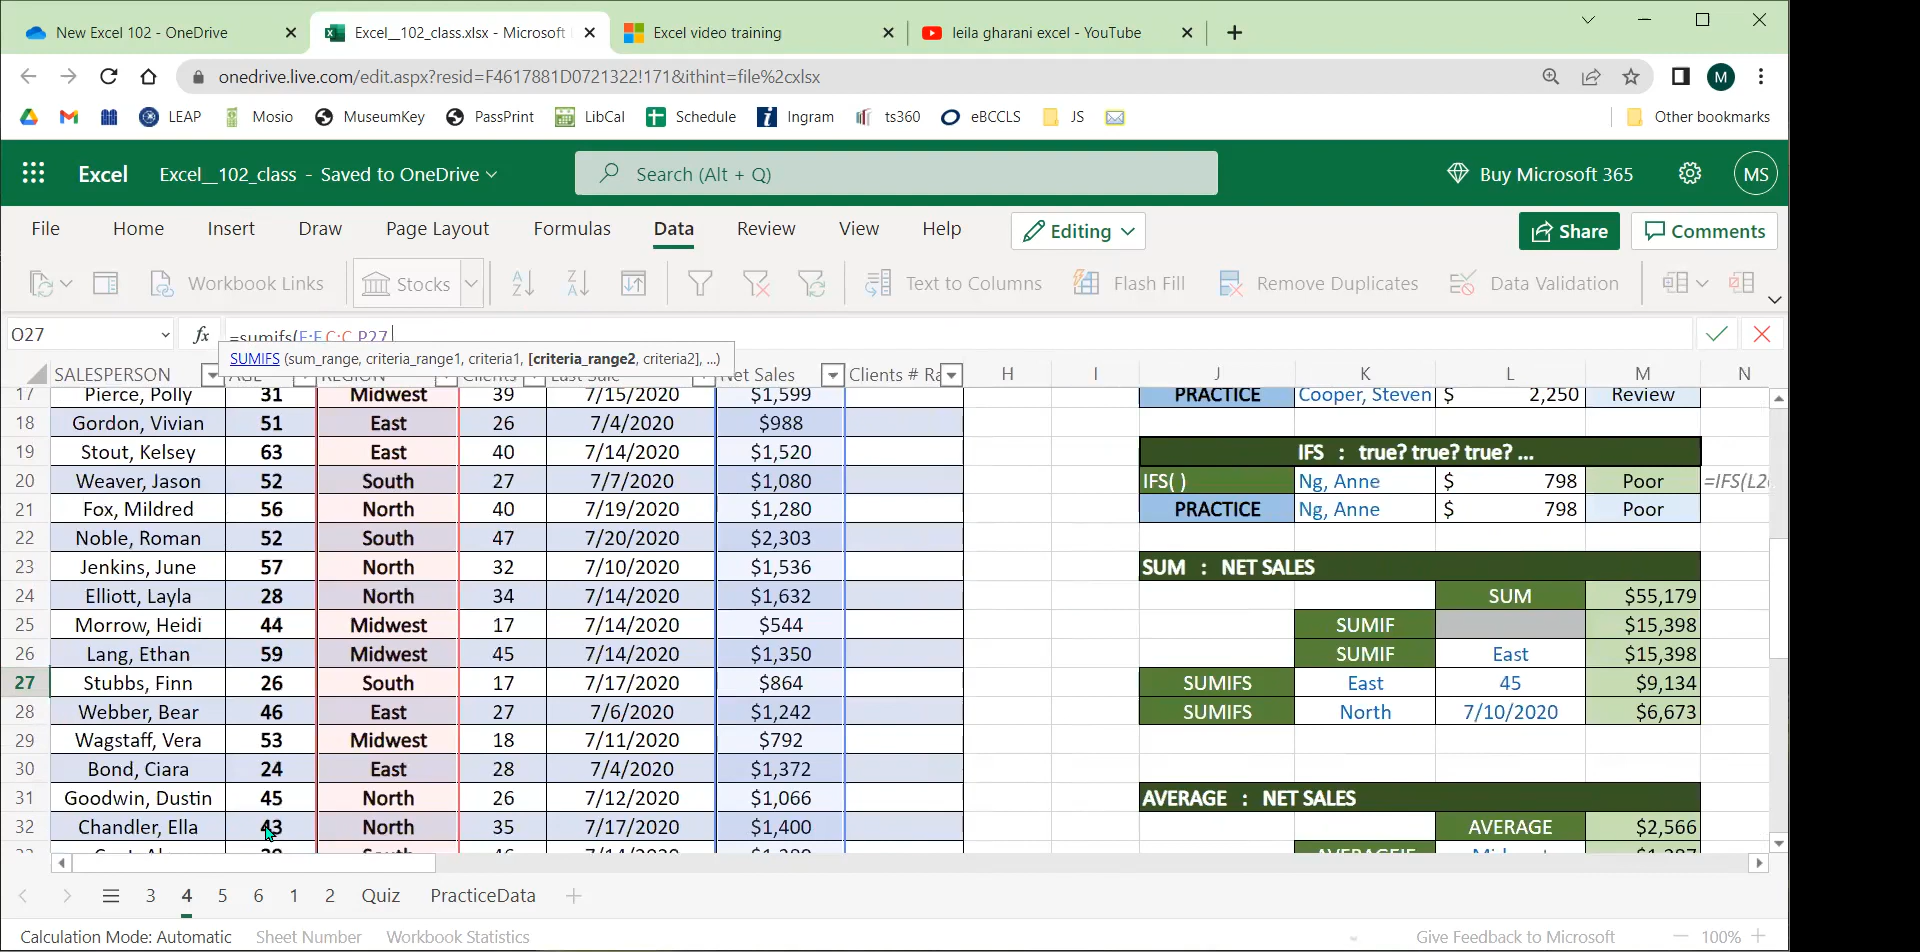 New Excel 102 - OneDrive
Excel__102_class.xlsx - Microsoft
Excel video training
leila gharani excel - YouTube
onedrive.live.com/edit.aspx?resid=F4617881D0721322!171&ithint=file%2cxlsx
M
LEAP Mosio MuseumKey PassPrint LibCal Schedule Ingram ts360 eBCCLS JS Other bookmarks
Excel Excel__102_class - Saved to OneDrive Search (Alt + Q) Buy Microsoft 365 MS
File Home Insert Draw Page Layout Formulas Data Review View Help Editing Share Comments
Workbook Links Stocks Text to Columns Flash Fill Remove Duplicates Data Validation
O27 fx =sumifs(F:F,C:C,P27,
SUMIFS (sum_range, criteria_range1, criteria1, [criteria_range2, criteria2], ...)
SALESPERSON AGE REGION Clients Last Sale Net Sales Clients # Ra H I J K L M N
17 Pierce, Polly 31 Midwest 39 7/15/2020 $1,599 PRACTICE Cooper, Steven $ 2,250 Review
18 Gordon, Vivian 51 East 26 7/4/2020 $988
19 Stout, Kelsey 63 East 40 7/14/2020 $1,520 IFS : true? true? true? ...
20 Weaver, Jason 52 South 27 7/7/2020 $1,080 IFS( ) Ng, Anne $ 798 Poor =IFS(L20
21 Fox, Mildred 56 North 40 7/19/2020 $1,280 PRACTICE Ng, Anne $ 798 Poor
22 Noble, Roman 52 South 47 7/20/2020 $2,303
23 Jenkins, June 57 North 32 7/10/2020 $1,536 SUM : NET SALES
24 Elliott, Layla 28 North 34 7/14/2020 $1,632 SUM $55,179
25 Morrow, Heidi 44 Midwest 17 7/14/2020 $544 SUMIF $15,398
26 Lang, Ethan 59 Midwest 45 7/14/2020 $1,350 SUMIF East $15,398
27 Stubbs, Finn 26 South 17 7/17/2020 $864 SUMIFS East 45 $9,134
28 Webber, Bear 46 East 27 7/6/2020 $1,242 SUMIFS North 7/10/2020 $6,673
29 Wagstaff, Vera 53 Midwest 18 7/11/2020 $792
30 Bond, Ciara 24 East 28 7/4/2020 $1,372
31 Goodwin, Dustin 45 North 26 7/12/2020 $1,066 AVERAGE : NET SALES
32 Chandler, Ella 43 North 35 7/17/2020 $1,400 AVERAGE $2,566
3 4 5 6 1 2 Quiz PracticeData
Calculation Mode: Automatic Sheet Number Workbook Statistics Give Feedback to Microsoft 100%